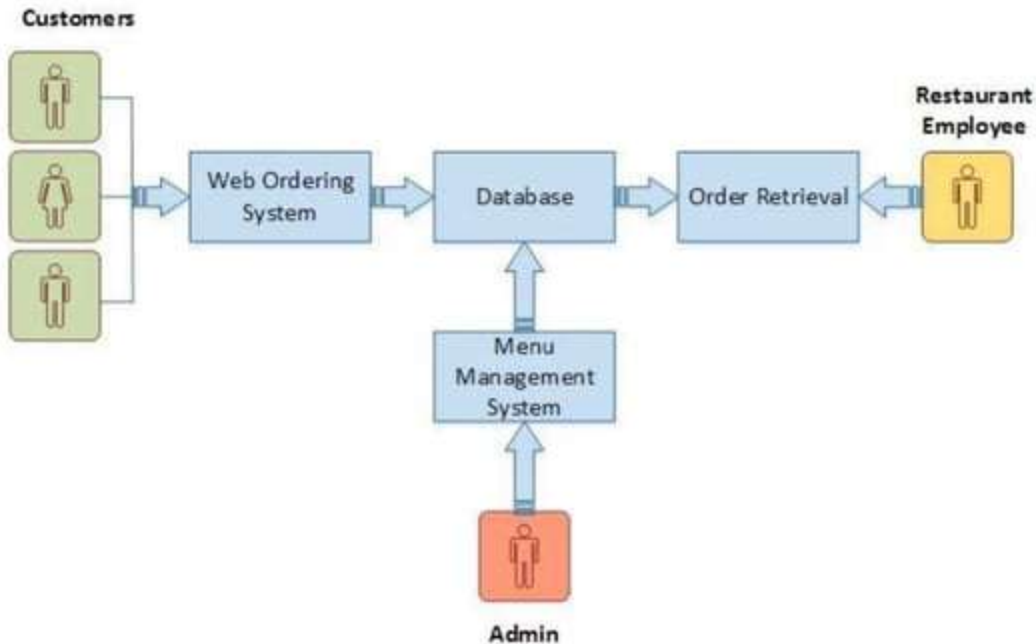 Customers
Restaurant
Employee
Web Ordering
System
Database
Order Retrieval
Menu
Management
System
Admin